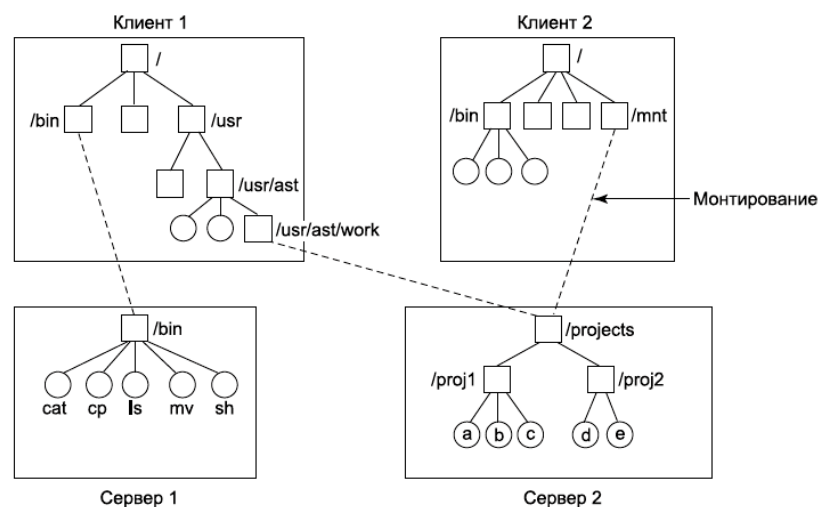 Клиент 1
Клиент 2
/
/
/bin
/usr
/bin
/mnt
/usr/ast
/usr/ast/work
Монтирование
/bin
/projects
/proj1
/proj2
cat cp ls mv sh
a b c d e
Сервер 1
Сервер 2